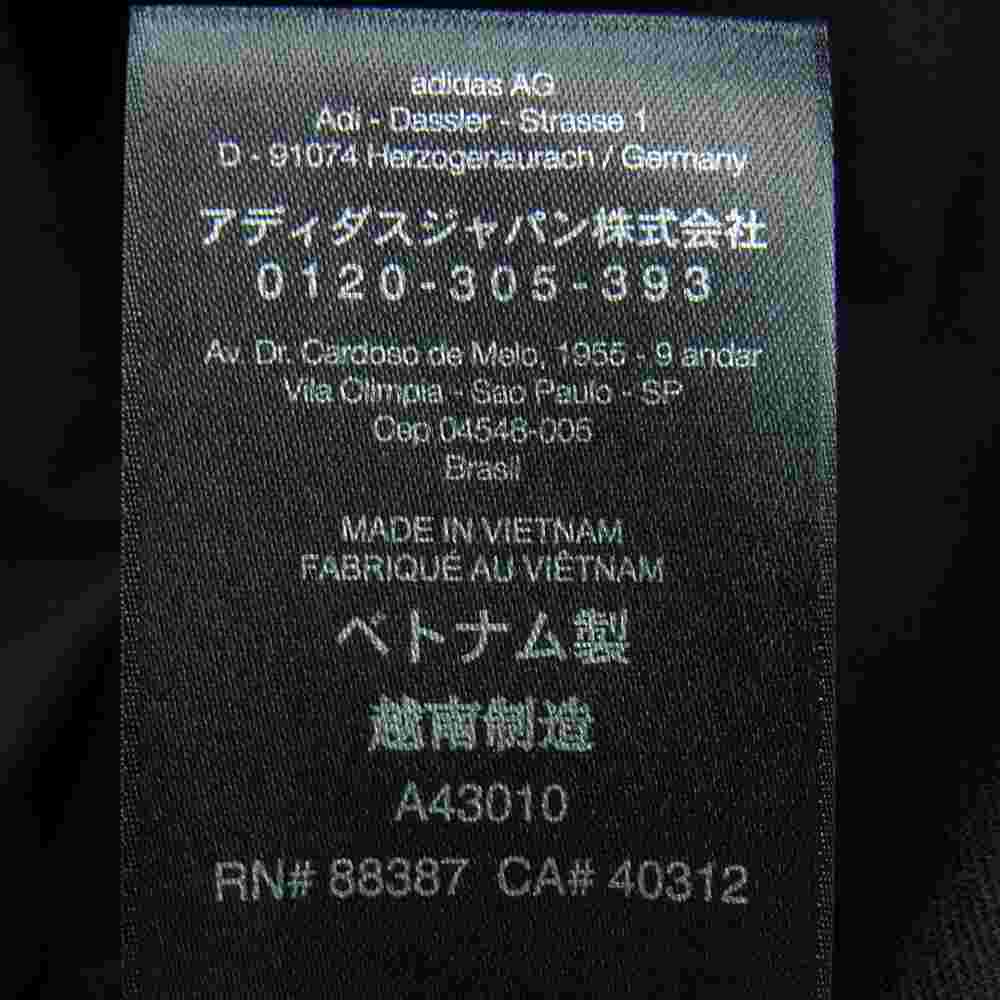 adidas AG
Adi - Dassler - Strasse 1
D - 91074 Herzogenaurach / Germany
アディダスジャパン株式会社
0120-305-393
Av. Dr. Cardoso de Melo, 1955 - 9 andar
Vila Olimpia - Sao Paulo - SP
Cep 04548-005
Brasil
MADE IN VIETNAM
FABRIQUÉ AU VIÊTNAM
ベトナム製
越南制造
A43010
RN# 88387 CA# 40312